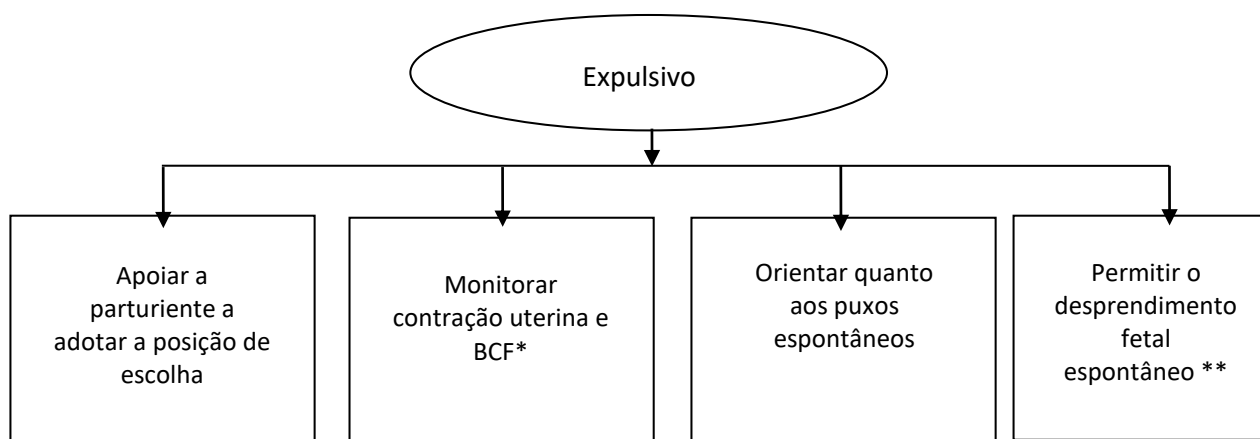 Expulsivo
Apoiar a
parturiente a
adotar a posição de
escolha
Monitorar
contração uterina e
BCF*
Orientar quanto
aos puxos
espontâneos
Permitir o
desprendimento
fetal
espontâneo **